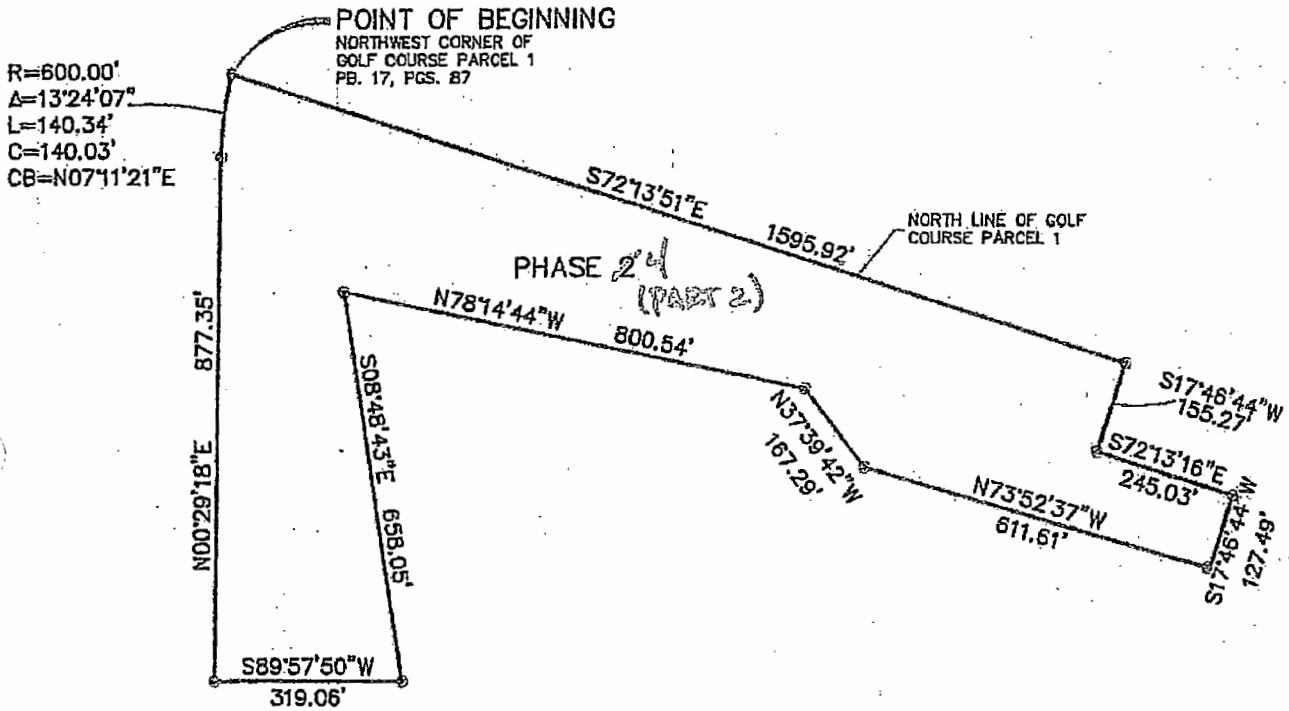 POINT OF BEGINNING
NORTHWEST CORNER OF
GOLF COURSE PARCEL 1
PB. 17, PGS. 87
R=600.00'
Δ=13°24'07"
L=140.34'
C=140.03'
CB=N07°11'21"E
S72°13'51"E
1595.92'
NORTH LINE OF GOLF
COURSE PARCEL 1
PHASE 2 4
(PART 2)
N78°14'44"W
800.54'
877.35'
N00°29'18"E
S08°48'43"E 658.05'
N37°39'42"W
167.29'
S17°46'44"W
155.27'
S72°13'16"E
245.03'
N73°52'37"W
611.61'
S17°46'44"W
127.49'
S89°57'50"W
319.06'